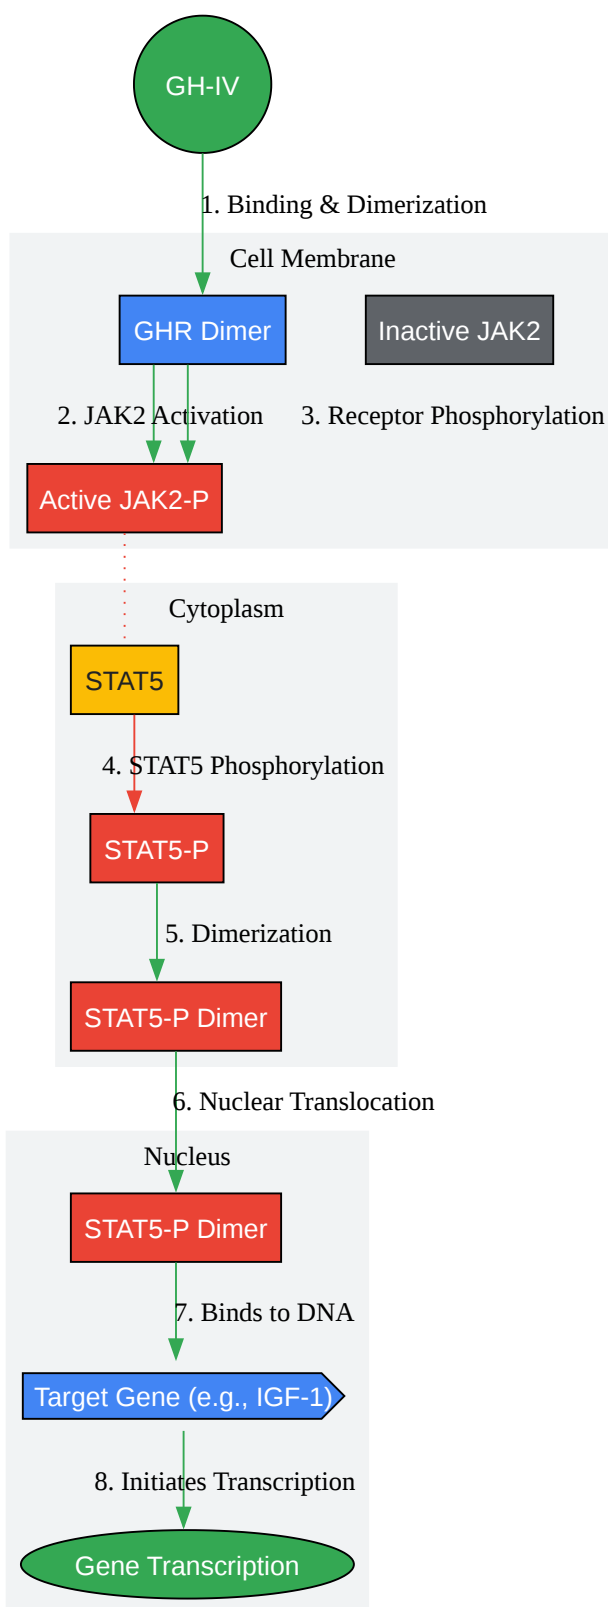 GH-IV
1. Binding & Dimerization
Cell Membrane
GHR Dimer
Inactive JAK2
2. JAK2 Activation
3. Receptor Phosphorylation
Active JAK2-P
Cytoplasm
STAT5
4. STAT5 Phosphorylation
STAT5-P
5. Dimerization
STAT5-P Dimer
6. Nuclear Translocation
Nucleus
STAT5-P Dimer
7. Binds to DNA
Target Gene (e.g., IGF-1)
8. Initiates Transcription
Gene Transcription